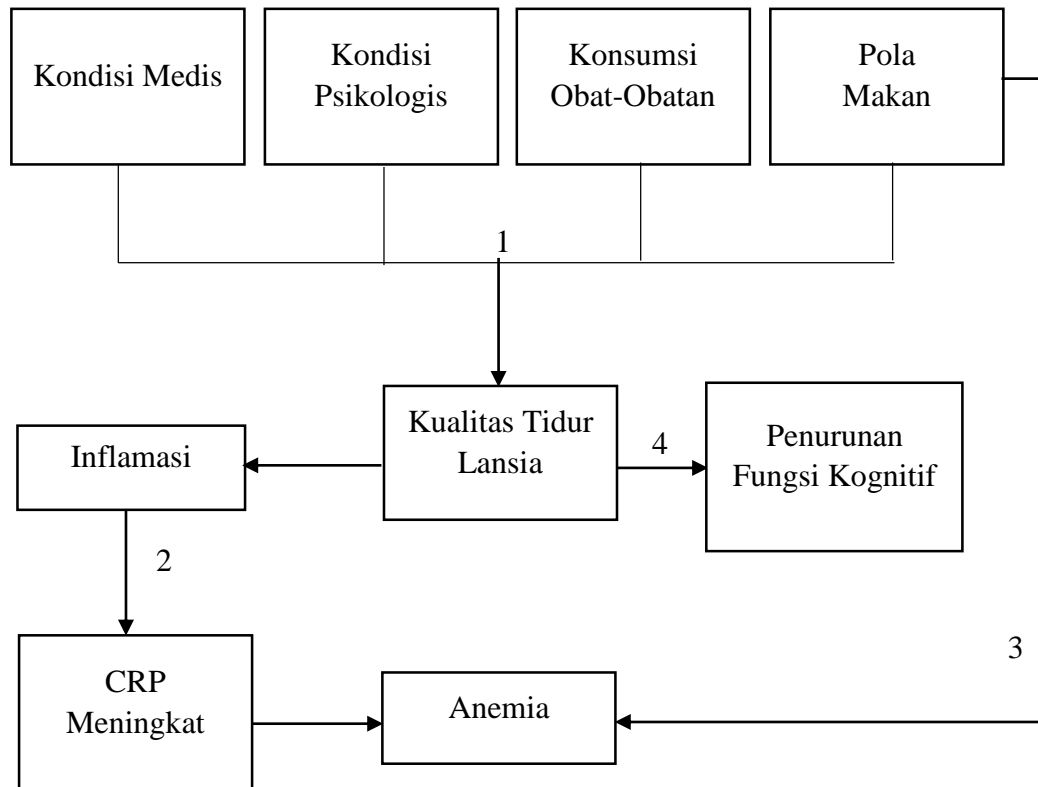 Kondisi Medis
Kondisi
Psikologis
Konsumsi
Obat-Obatan
Pola
Makan
1
Kualitas Tidur
Lansia
4
Penurunan
Fungsi Kognitif
Inflamasi
2
3
CRP
Meningkat
Anemia